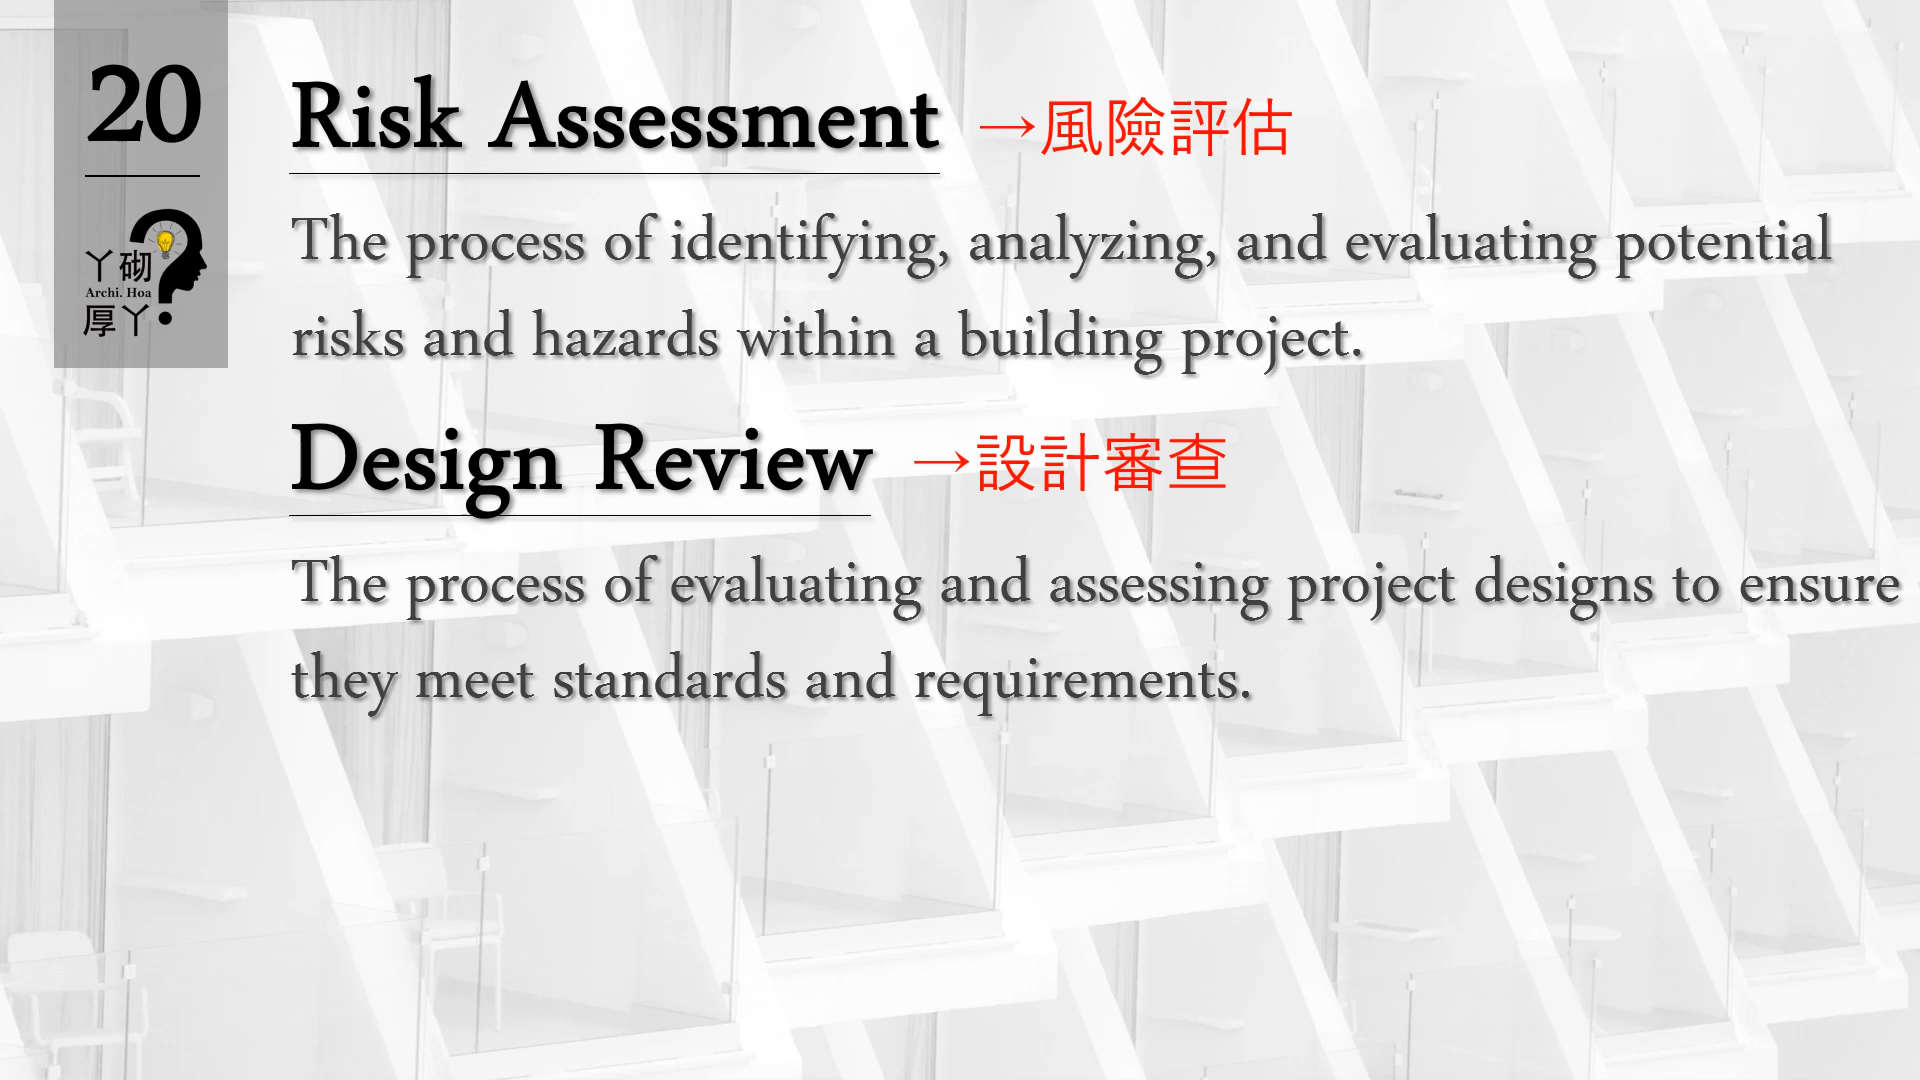 20
ㄚ砌
Archi. Hoa
厚ㄚ
Risk Assessment →風險評估
The process of identifying, analyzing, and evaluating potential
risks and hazards within a building project.
Design Review →設計審查
The process of evaluating and assessing project designs to ensure
they meet standards and requirements.